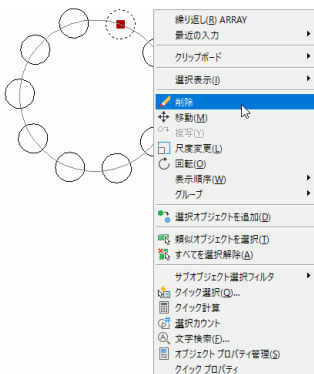 繰り返し(R) ARRAY
最近の入力
クリップボード
選択表示(I)
削除
移動(M)
複写(Y)
尺度変更(L)
回転(O)
表示順序(W)
グループ
選択オブジェクトを追加(D)
類似オブジェクトを選択(T)
すべてを選択解除(A)
サブオブジェクト選択フィルタ
クイック選択(Q)...
クイック計算
選択カウント
文字検索(F)...
オブジェクト プロパティ管理(S)
クイック プロパティ